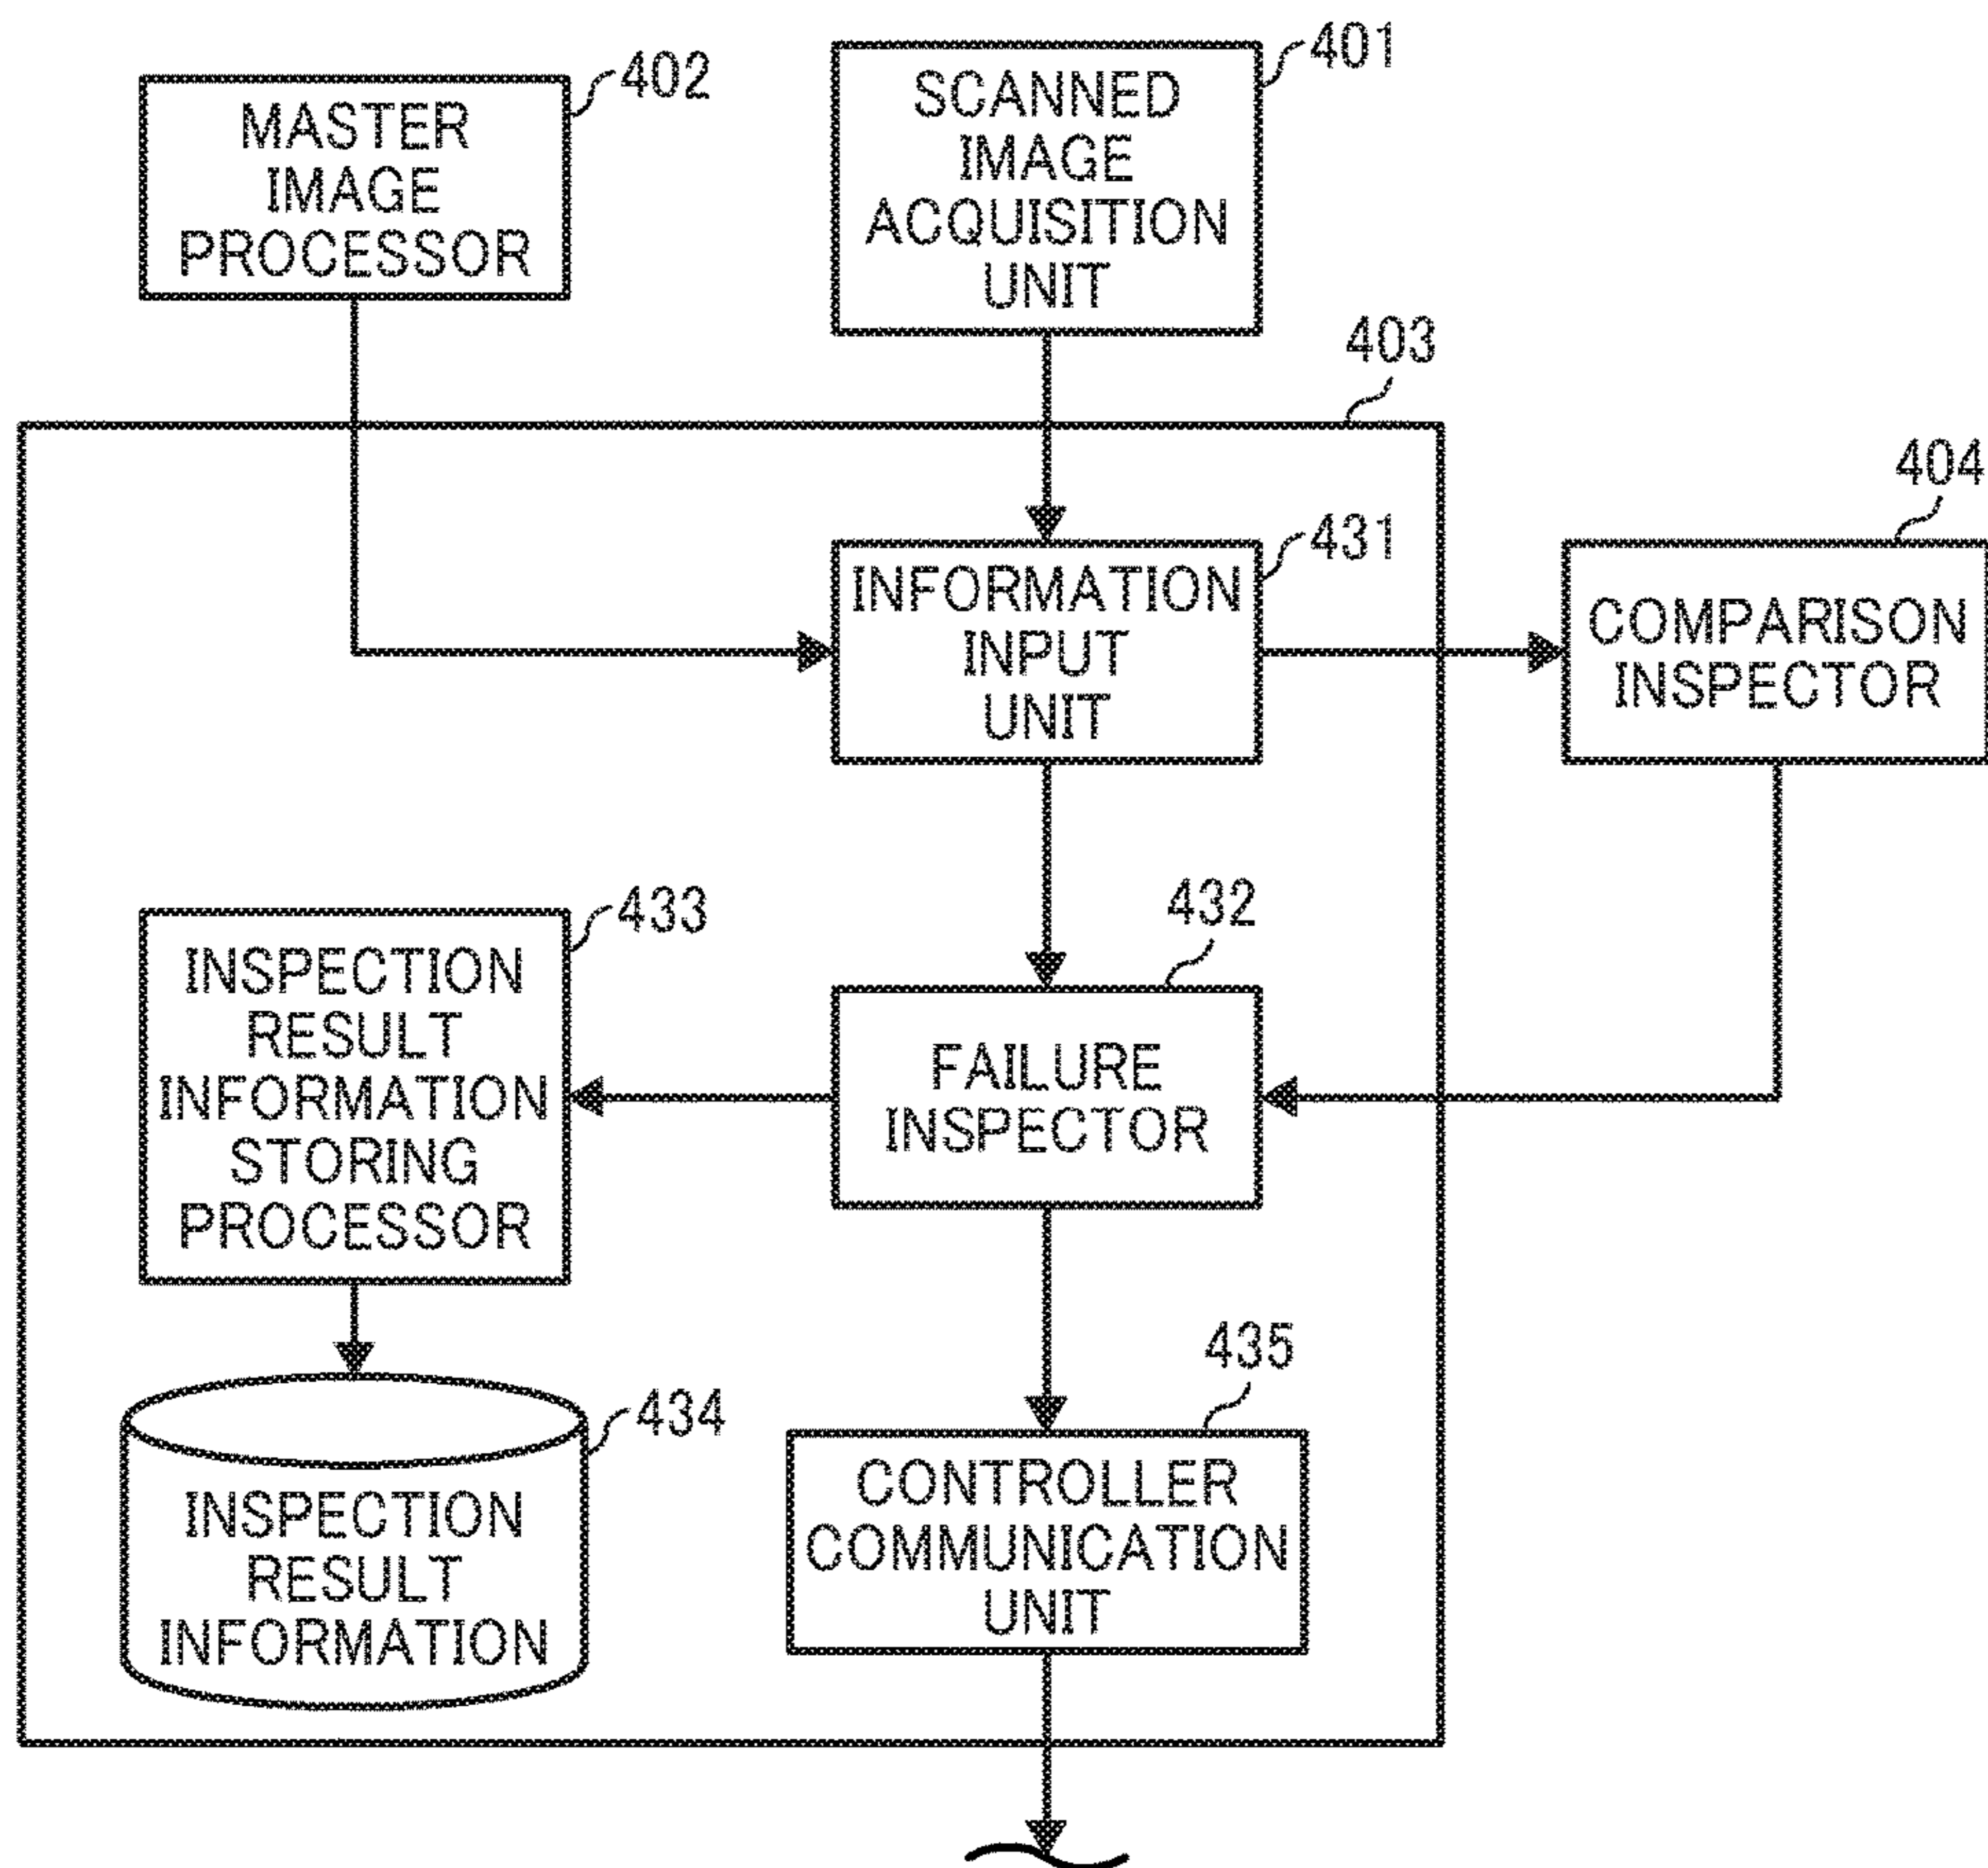 402
MASTER
IMAGE
PROCESSOR
401
SCANNED
IMAGE
ACQUISITION
UNIT
403
431
INFORMATION
INPUT
UNIT
404
COMPARISON
INSPECTOR
433
INSPECTION
RESULT
INFORMATION
STORING
PROCESSOR
432
FAILURE
INSPECTOR
434
INSPECTION
RESULT
INFORMATION
435
CONTROLLER
COMMUNICATION
UNIT